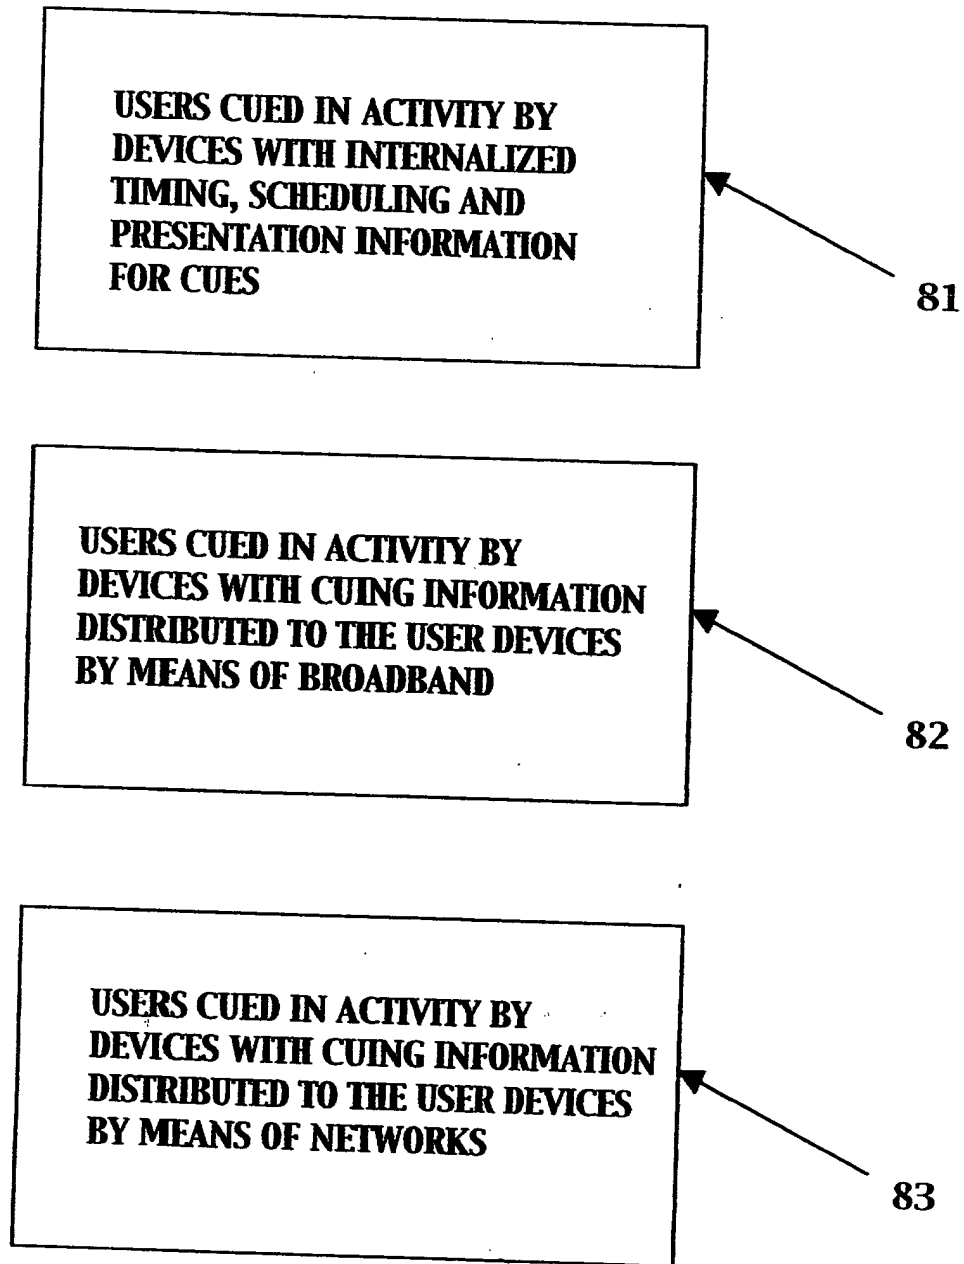 USERS CUED IN ACTIVITY BY
DEVICES WITH INTERNALIZED
TIMING, SCHEDULING AND
PRESENTATION INFORMATION
FOR CUES
81
USERS CUED IN ACTIVITY BY
DEVICES WITH CUING INFORMATION
DISTRIBUTED TO THE USER DEVICES
BY MEANS OF BROADBAND
82
USERS CUED IN ACTIVITY BY
DEVICES WITH CUING INFORMATION
DISTRIBUTED TO THE USER DEVICES
BY MEANS OF NETWORKS
83